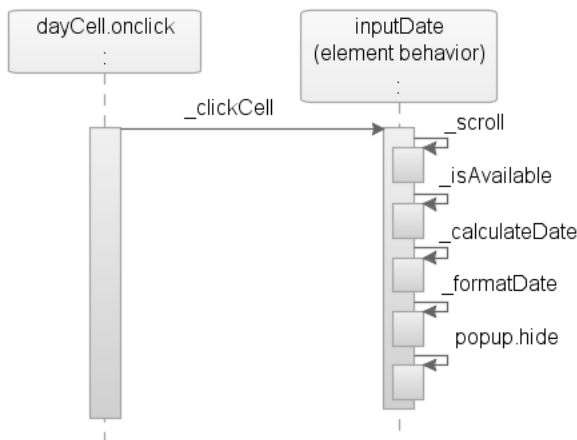 dayCell.onclick
:
inputDate
(element behavior)
:
_clickCell
_scroll
_isAvailable
_calculateDate
_formatDate
popup.hide